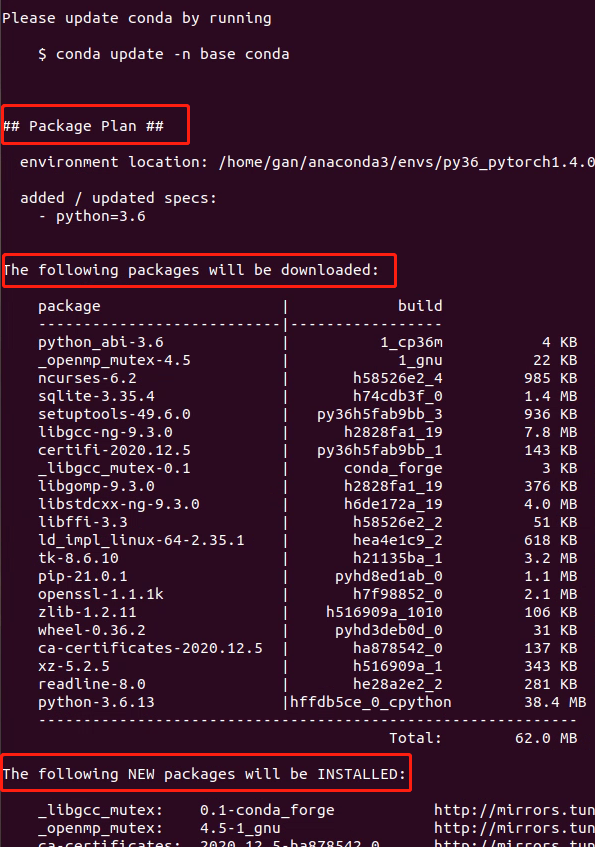 Please update conda by running
$ conda update -n base conda
## Package Plan ##
environment location: /home/gan/anaconda3/envs/py36_pytorch1.4.0
added / updated specs:
- python=3.6
The following packages will be downloaded:
package | build
---------------------------|-----------------
python_abi-3.6 | 1_cp36m 4 KB
_openmp_mutex-4.5 | 1_gnu 22 KB
ncurses-6.2 | h58526e2_4 985 KB
sqlite-3.35.4 | h74cdb3f_0 1.4 MB
setuptools-49.6.0 | py36h5fab9bb_3 936 KB
libgcc-ng-9.3.0 | h2828fa1_19 7.8 MB
certifi-2020.12.5 | py36h5fab9bb_1 143 KB
_libgcc_mutex-0.1 | conda_forge 3 KB
libgomp-9.3.0 | h2828fa1_19 376 KB
libstdcxx-ng-9.3.0 | h6de172a_19 4.0 MB
libffi-3.3 | h58526e2_2 51 KB
ld_impl_linux-64-2.35.1 | hea4e1c9_2 618 KB
tk-8.6.10 | h21135ba_1 3.2 MB
pip-21.0.1 | pyhd8ed1ab_0 1.1 MB
openssl-1.1.1k | h7f98852_0 2.1 MB
zlib-1.2.11 | h516909a_1010 106 KB
wheel-0.36.2 | pyhd3deb0d_0 31 KB
ca-certificates-2020.12.5 | ha878542_0 137 KB
xz-5.2.5 | h516909a_1 343 KB
readline-8.0 | he28a2e2_2 281 KB
python-3.6.13 |hffdb5ce_0_cpython 38.4 MB
------------------------------------------------------------
Total: 62.0 MB
The following NEW packages will be INSTALLED:
_libgcc_mutex: 0.1-conda_forge http://mirrors.tun
_openmp_mutex: 4.5-1_gnu http://mirrors.tun
ca-certificates: 2020.12.5-ha878542_0 http://mirrors.tun